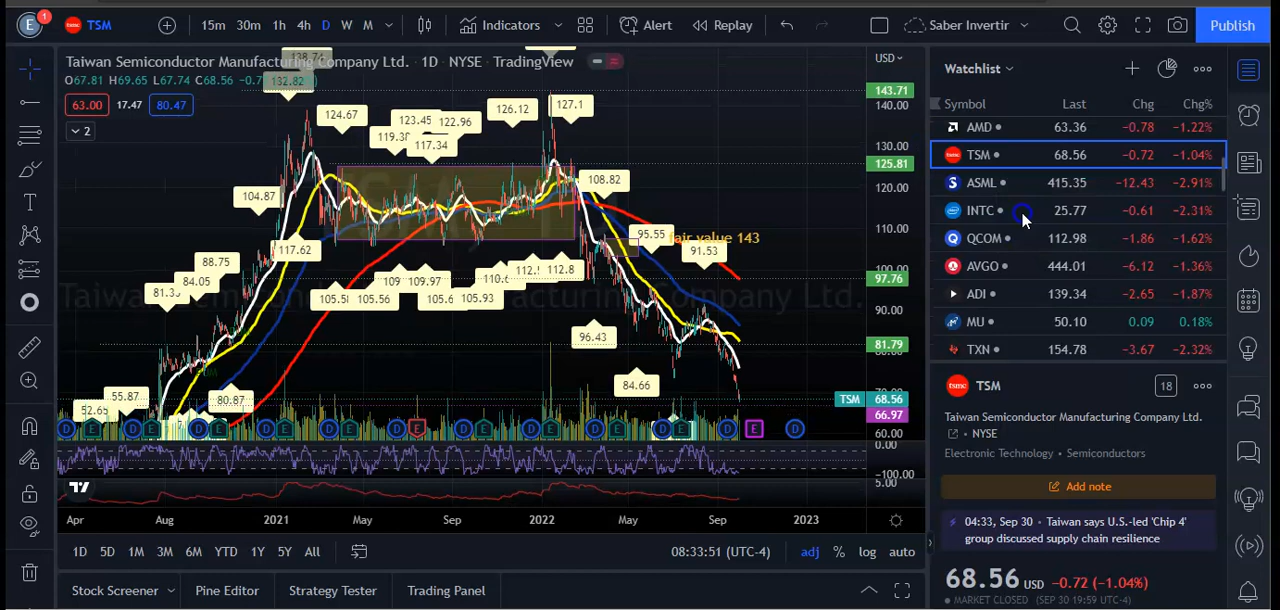 E 1 tsmc TSM 15m 30m 1h 4h D W M Indicators Alert Replay Saber Invertir Publish
Taiwan Semiconductor Manufacturing Company Ltd. · 1D · NYSE · TradingView
O67.81 H69.65 L67.74 C68.56
63.00 17.47 80.47
2
USD
143.71
140.00
130.00
125.81
120.00
110.00
97.76
90.00
81.79
TSM 68.56
66.97
60.00
0.00
-100.00
5.00
132.82
124.67
117.34
122.96
126.12
127.1
104.87
117.62
88.75
84.05
108.82
95.55
fair value 143
91.53
105.56
109.97
105.93
112.8
96.43
84.66
80.87
55.87
52.65
Apr Aug 2021 May Sep 2022 May Sep 2023
1D 5D 1M 3M 6M YTD 1Y 5Y All 08:33:51 (UTC-4) adj % log auto
Stock Screener Pine Editor Strategy Tester Trading Panel
Watchlist
Symbol Last Chg Chg%
AMD 63.36 −0.78 −1.22%
TSM 68.56 −0.72 −1.04%
ASML 415.35 −12.43 −2.91%
INTC 25.77 −0.61 −2.31%
QCOM 112.98 −1.86 −1.62%
AVGO 444.01 −6.12 −1.36%
ADI 139.34 −2.65 −1.87%
MU 50.10 0.09 0.18%
TXN 154.78 −3.67 −2.32%
tsmc TSM 18
Taiwan Semiconductor Manufacturing Company Ltd.
· NYSE
Electronic Technology · Semiconductors
Add note
04:33, Sep 30 · Taiwan says U.S.-led 'Chip 4'
group discussed supply chain resilience
68.56 USD −0.72 (−1.04%)
MARKET CLOSED (SEP 30 19:59 UTC-4)